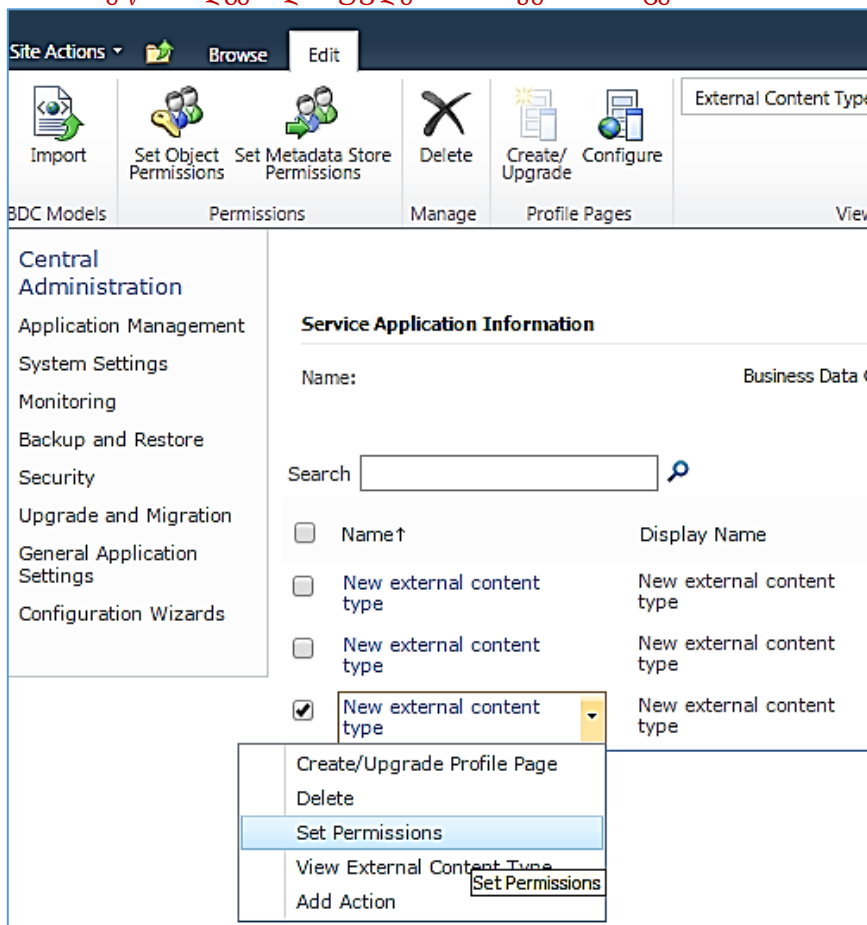 Site Actions Browse Edit
Import
Set Object
Permissions
Set Metadata Store
Permissions
Delete
Create/
Upgrade
Configure
External Content Type
BDC Models Permissions Manage Profile Pages
Central
Administration
Application Management
System Settings
Monitoring
Backup and Restore
Security
Upgrade and Migration
General Application
Settings
Configuration Wizards
Service Application Information
Name: Business Data
Search
Name↑ Display Name
New external content
type
New external content
type
New external content
type
New external content
type
New external content
type
New external content
type
Create/Upgrade Profile Page
Delete
Set Permissions
View External Content Type
Set Permissions
Add Action